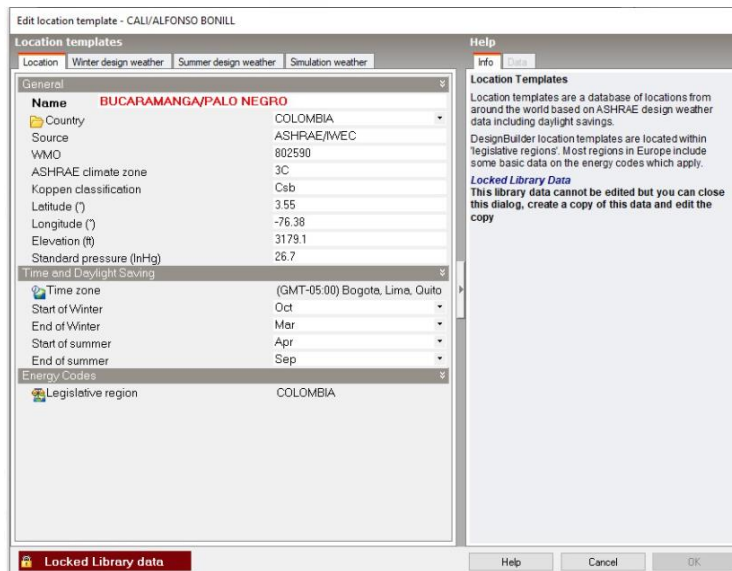 Edit location template - CALI/ALFONSO BONILL
Location templates
Location Winter design weather Summer design weather Simulation weather
General
Name BUCARAMANGA/PALO NEGRO
Country COLOMBIA
Source ASHRAE/IWEC
WMO 802590
ASHRAE climate zone 3C
Koppen classification Csb
Latitude (°) 3.55
Longitude (°) -76.38
Elevation (ft) 3179.1
Standard pressure (InHg) 26.7
Time and Daylight Saving
Time zone (GMT-05:00) Bogota, Lima, Quito
Start of Winter Oct
End of Winter Mar
Start of summer Apr
End of summer Sep
Energy Codes
Legislative region COLOMBIA
Locked Library data
Help
Info Data
Location Templates
Location templates are a database of locations from
around the world based on ASHRAE design weather
data including daylight savings.
DesignBuilder location templates are located within
'legislative regions'. Most regions in Europe include
some basic data on the energy codes which apply.
Locked Library Data
This library data cannot be edited but you can close
this dialog, create a copy of this data and edit the
copy
Help Cancel OK